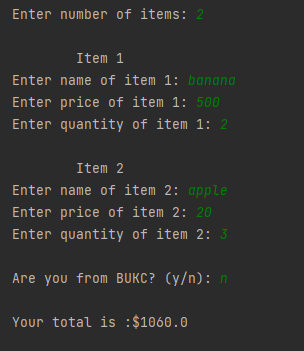 Enter number of items: 2
Item 1
Enter name of item 1: banana
Enter price of item 1: 500
Enter quantity of item 1: 2
Item 2
Enter name of item 2: apple
Enter price of item 2: 20
Enter quantity of item 2: 3
Are you from BUKC? (y/n): n
Your total is :$1060.0